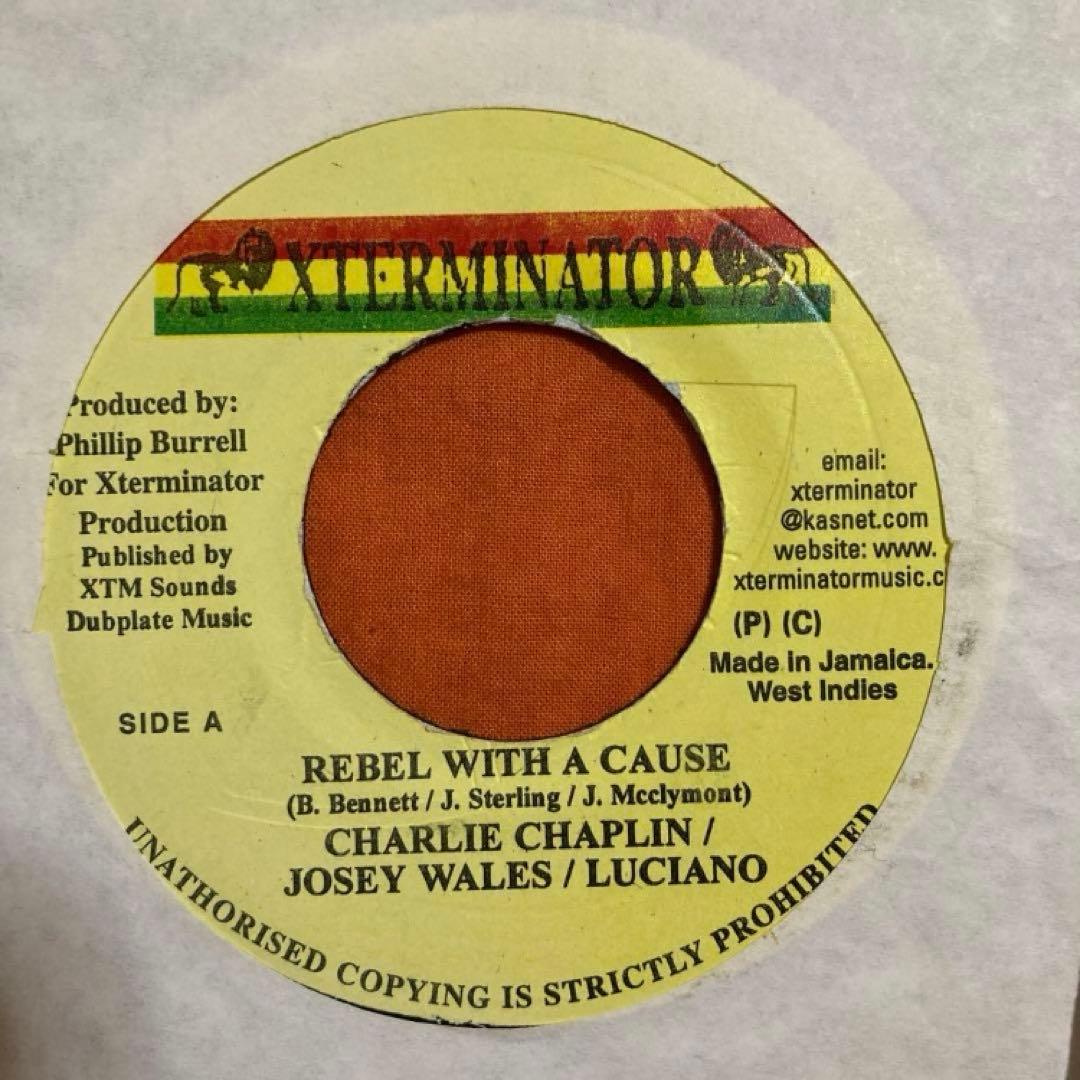 XTERMINATOR
Produced by:
Phillip Burrell
For Xterminator
Production
Published by
XTM Sounds
Dubplate Music
SIDE A
email:
xterminator
@kasnet.com
website: www.
xterminatormusic.c
(P) (C)
Made in Jamaica.
West Indies
REBEL WITH A CAUSE
(B. Bennett / J. Sterling / J. Mcclymont)
CHARLIE CHAPLIN /
JOSEY WALES / LUCIANO
UNATHORISED COPYING IS STRICTLY PROHIBITED